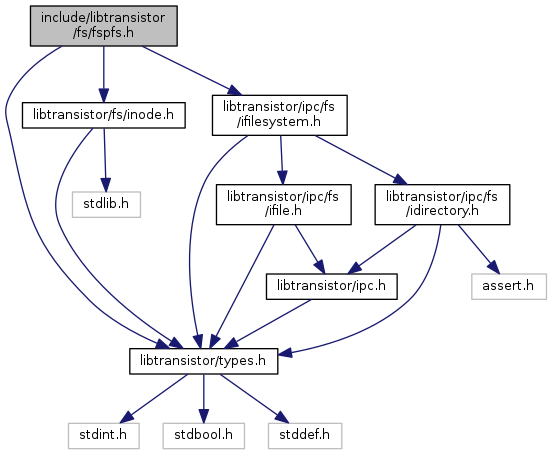 include/libtransistor
/fs/fspfs.h
libtransistor/fs/inode.h
libtransistor/ipc/fs
/ifilesystem.h
stdlib.h
libtransistor/ipc/fs
/ifile.h
libtransistor/ipc/fs
/idirectory.h
libtransistor/ipc.h
assert.h
libtransistor/types.h
stdint.h
stdbool.h
stddef.h